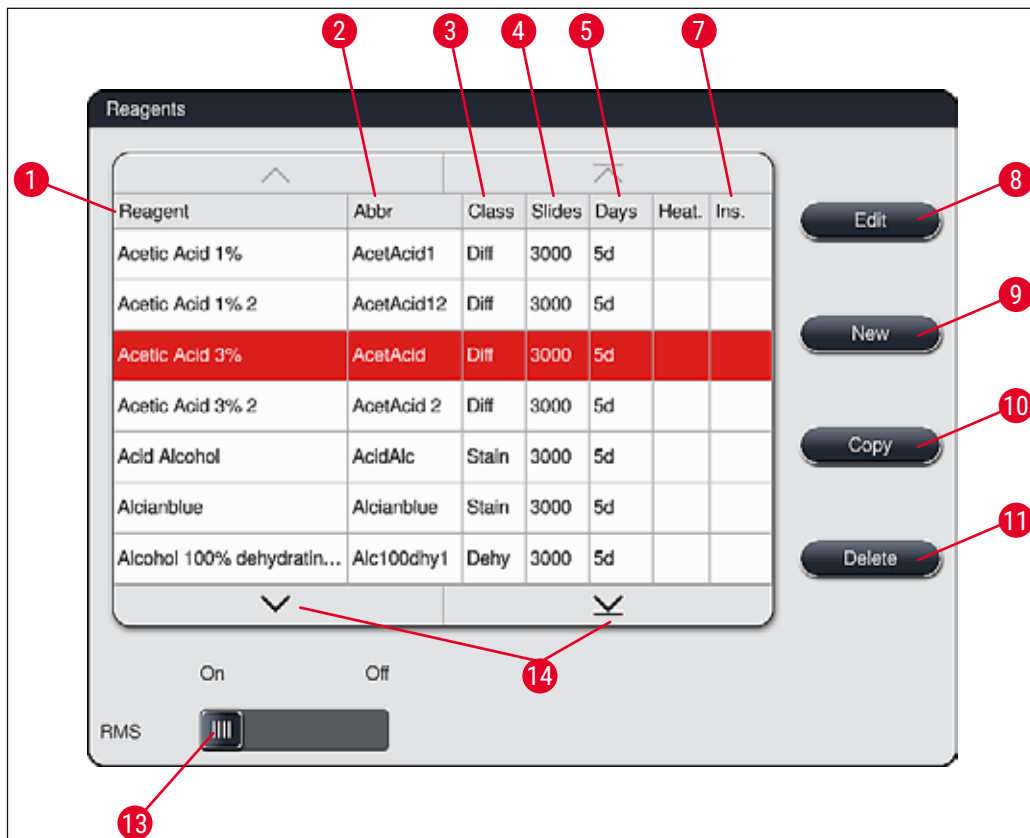 2 3 4 5 7
Reagents
1
Reagent Abbr Class Slides Days Heat. Ins.
8
Edit
Acetic Acid 1% AcetAcid1 Diff 3000 5d
Acetic Acid 1% 2 AcetAcid12 Diff 3000 5d
9
New
Acetic Acid 3% AcetAcid Diff 3000 5d
Acetic Acid 3% 2 AcetAcid 2 Diff 3000 5d
10
Copy
Acid Alcohol AcidAlc Stain 3000 5d
Alcianblue Alcianblue Stain 3000 5d
11
Alcohol 100% dehydratin... Alc100dhy1 Dehy 3000 5d
Delete
14
On Off
RMS
13